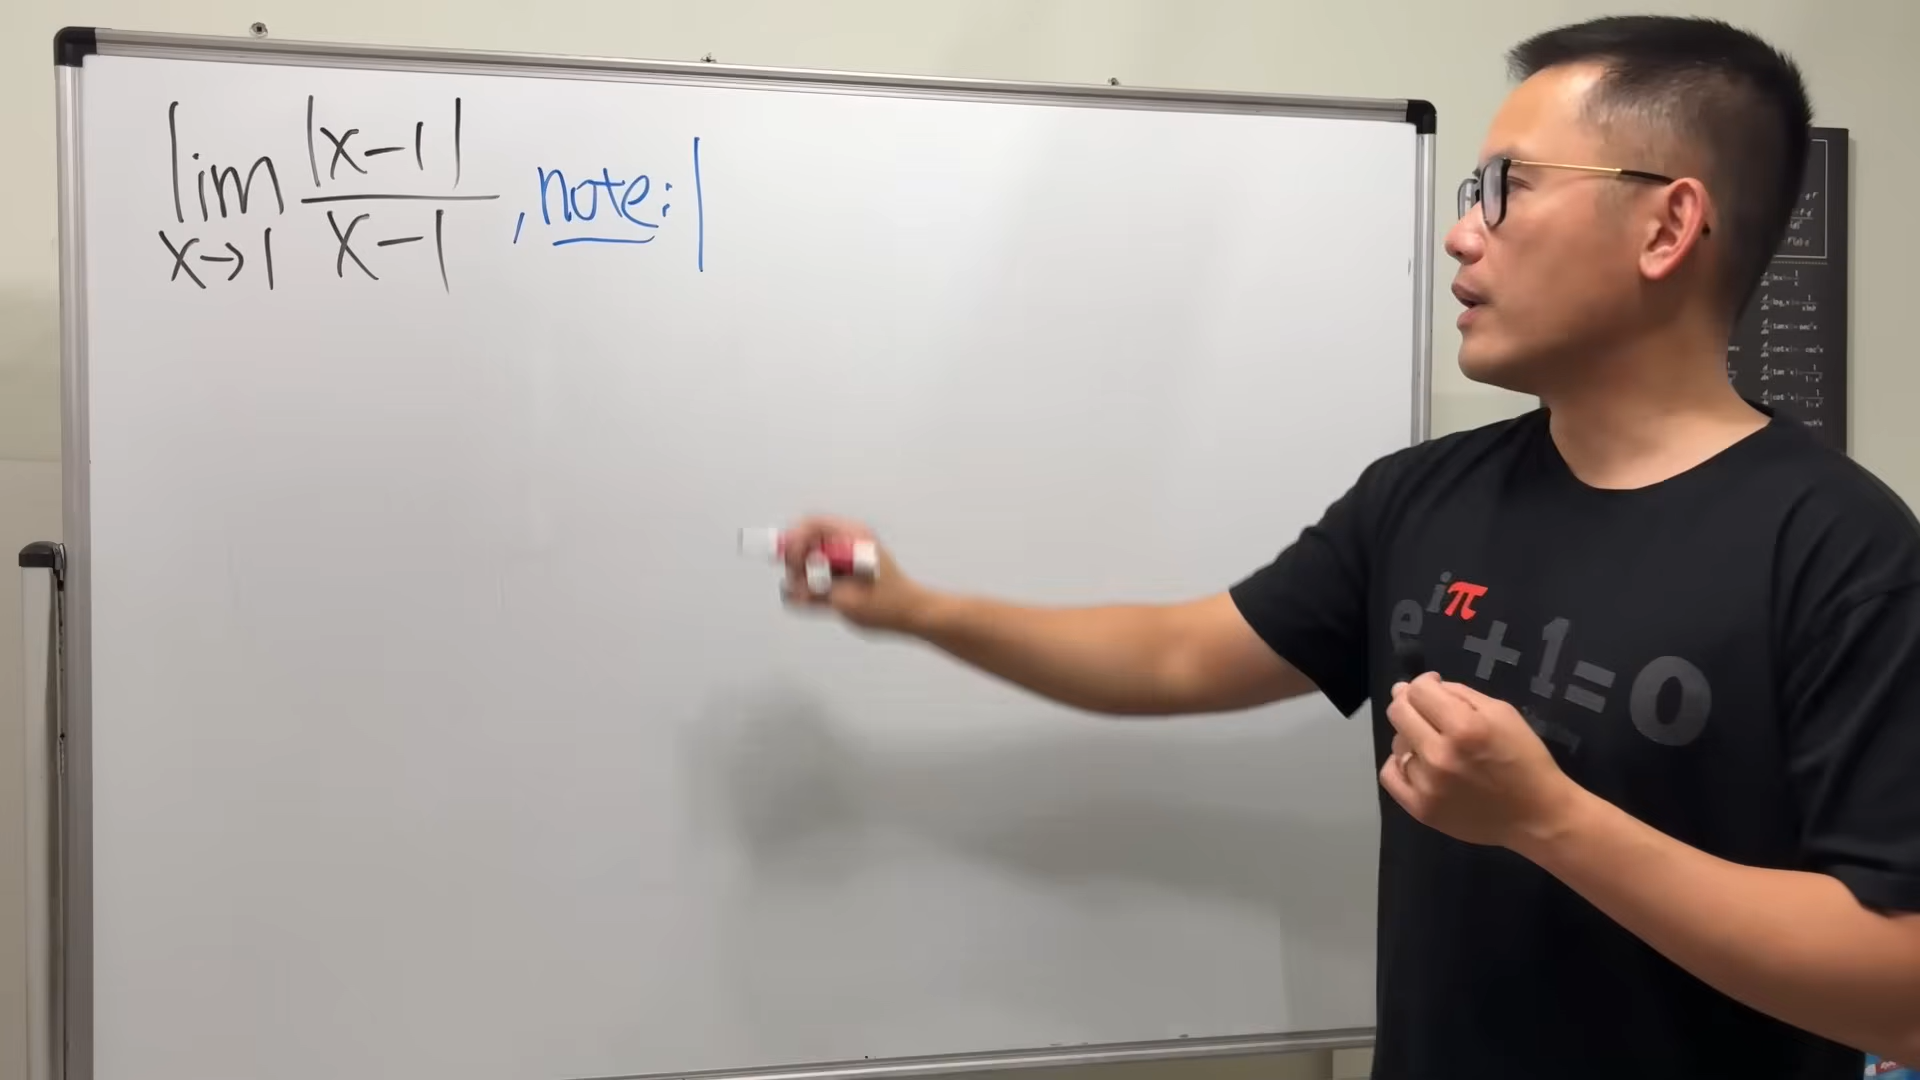 lim |x-1| / x-1 , note: |
x→1
e^iπ+1=0